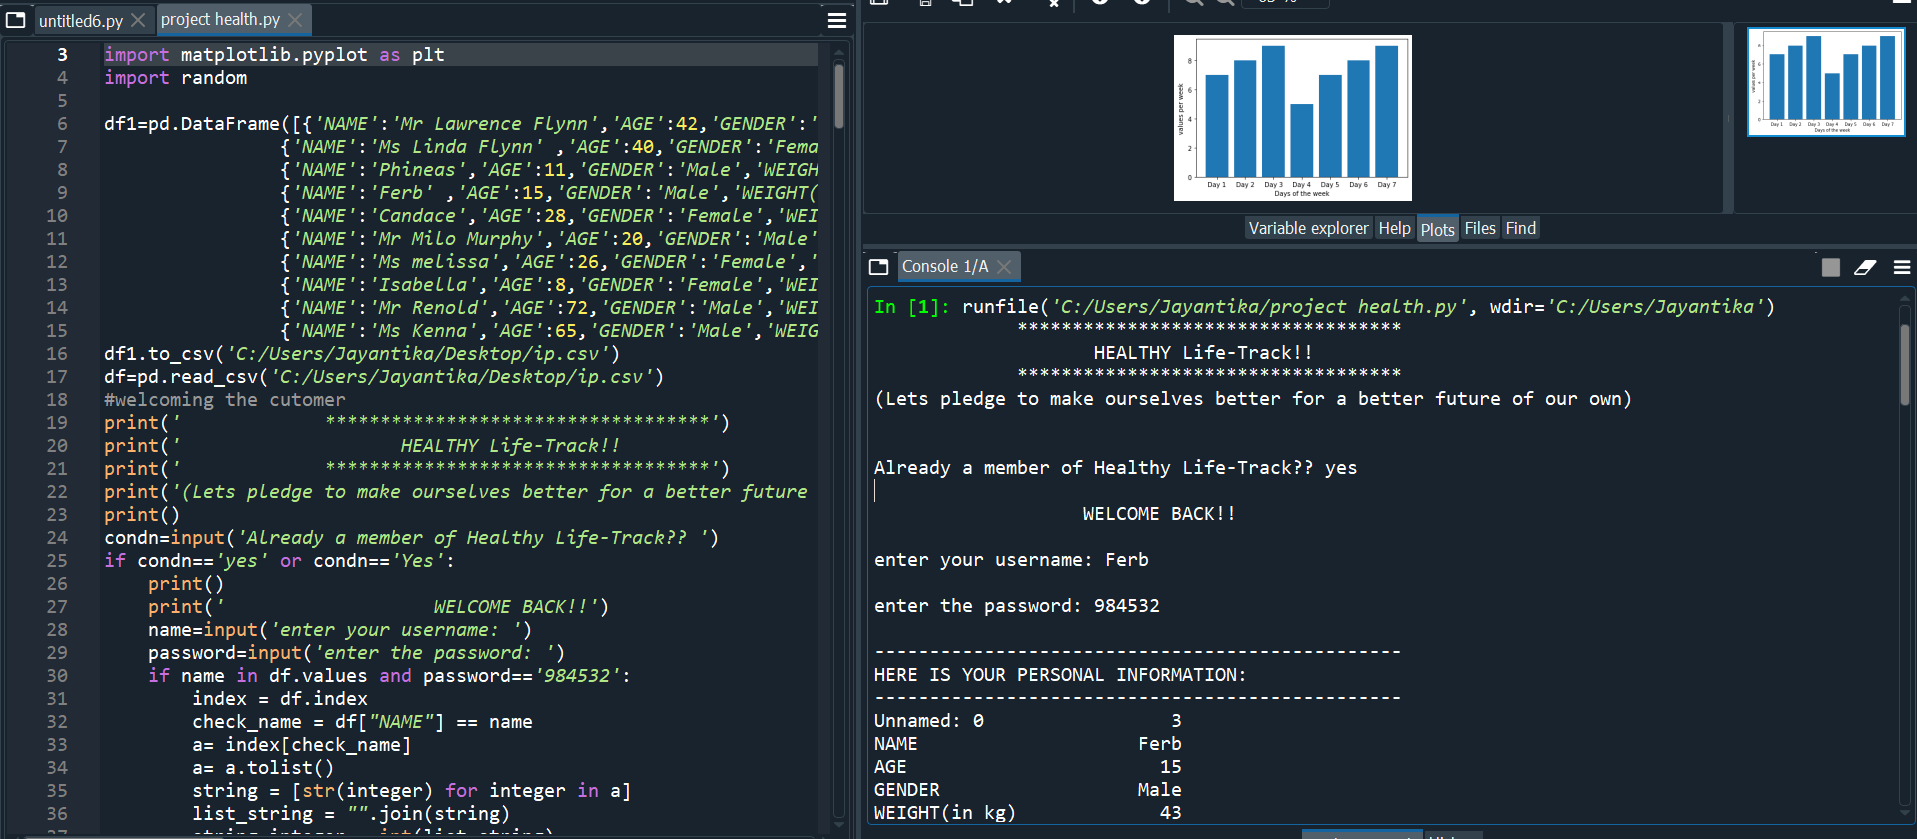 untitled6.py
project health.py
3 import matplotlib.pyplot as plt
4 import random
5
6 df1=pd.DataFrame([{'NAME':'Mr Lawrence Flynn','AGE':42,'GENDER':'
7 {'NAME':'Ms Linda Flynn' ,'AGE':40,'GENDER':'Fema
8 {'NAME':'Phineas','AGE':11,'GENDER':'Male','WEIGH
9 {'NAME':'Ferb' ,'AGE':15,'GENDER':'Male','WEIGHT(
10 {'NAME':'Candace','AGE':28,'GENDER':'Female','WEI
11 {'NAME':'Mr Milo Murphy','AGE':20,'GENDER':'Male'
12 {'NAME':'Ms melissa','AGE':26,'GENDER':'Female','
13 {'NAME':'Isabella','AGE':8,'GENDER':'Female','WEI
14 {'NAME':'Mr Renold','AGE':72,'GENDER':'Male','WEI
15 {'NAME':'Ms Kenna','AGE':65,'GENDER':'Male','WEIG
16 df1.to_csv('C:/Users/Jayantika/Desktop/ip.csv')
17 df=pd.read_csv('C:/Users/Jayantika/Desktop/ip.csv')
18 #welcoming the cutomer
19 print('             ***********************************')
20 print('                    HEALTHY Life-Track!!
21 print('             ***********************************')
22 print('(Lets pledge to make ourselves better for a better future
23 print()
24 condn=input('Already a member of Healthy Life-Track?? ')
25 if condn=='yes' or condn=='Yes':
26     print()
27     print('                   WELCOME BACK!!')
28     name=input('enter your username: ')
29     password=input('enter the password: ')
30     if name in df.values and password=='984532':
31         index = df.index
32         check_name = df["NAME"] == name
33         a= index[check_name]
34         a= a.tolist()
35         string = [str(integer) for integer in a]
36         list_string = "".join(string)
values per week
8
6
4
2
0
Day 1 Day 2 Day 3 Day 4 Day 5 Day 6 Day 7
Days of the week
Variable explorer Help Plots Files Find
Console 1/A
In [1]: runfile('C:/Users/Jayantika/project health.py', wdir='C:/Users/Jayantika')
***********************************
HEALTHY Life-Track!!
***********************************
(Lets pledge to make ourselves better for a better future of our own)
Already a member of Healthy Life-Track?? yes
WELCOME BACK!!
enter your username: Ferb
enter the password: 984532
------------------------------------------------
HERE IS YOUR PERSONAL INFORMATION:
------------------------------------------------
Unnamed: 0 3
NAME Ferb
AGE 15
GENDER Male
WEIGHT(in kg) 43